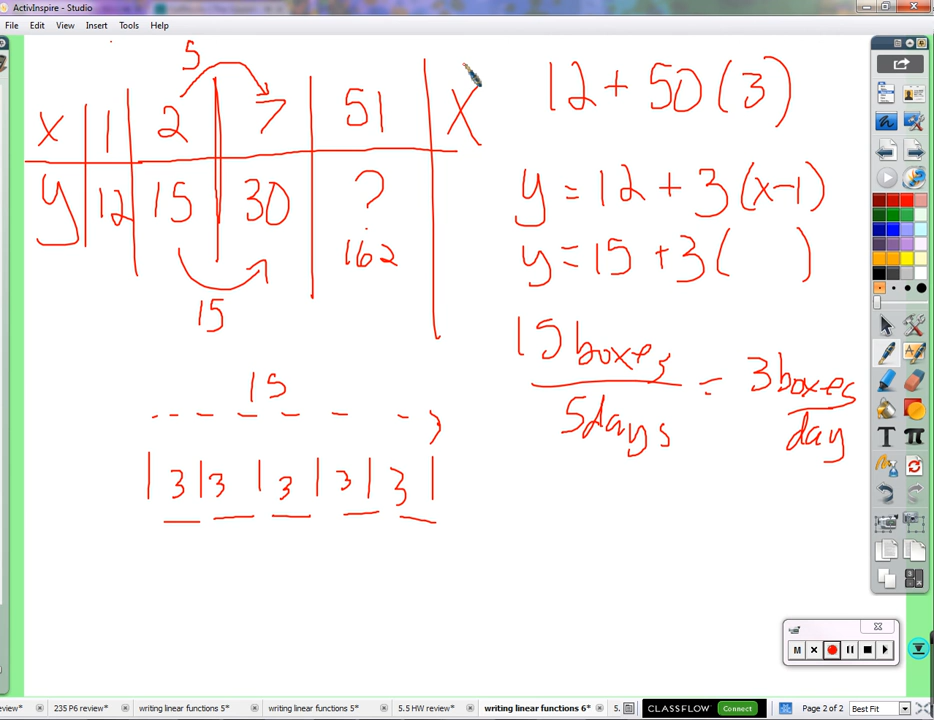 ActivInspire - Studio
File Edit View Insert Tools Help
5
x 1 2 7 51 x
y 12 15 30 ?
162
15
12 + 50 (3)
y = 12 + 3 (x-1)
y = 15 + 3 ( )
15 boxes / 5 days = 3 boxes / day
15
3 3 3 3 3
M
eview* 235 P6 review* writing linear functions 5* writing linear functions 5* 5.5 HW review* writing linear functions 6* 5. CLASSFLOW Connect Page 2 of 2 Best Fit